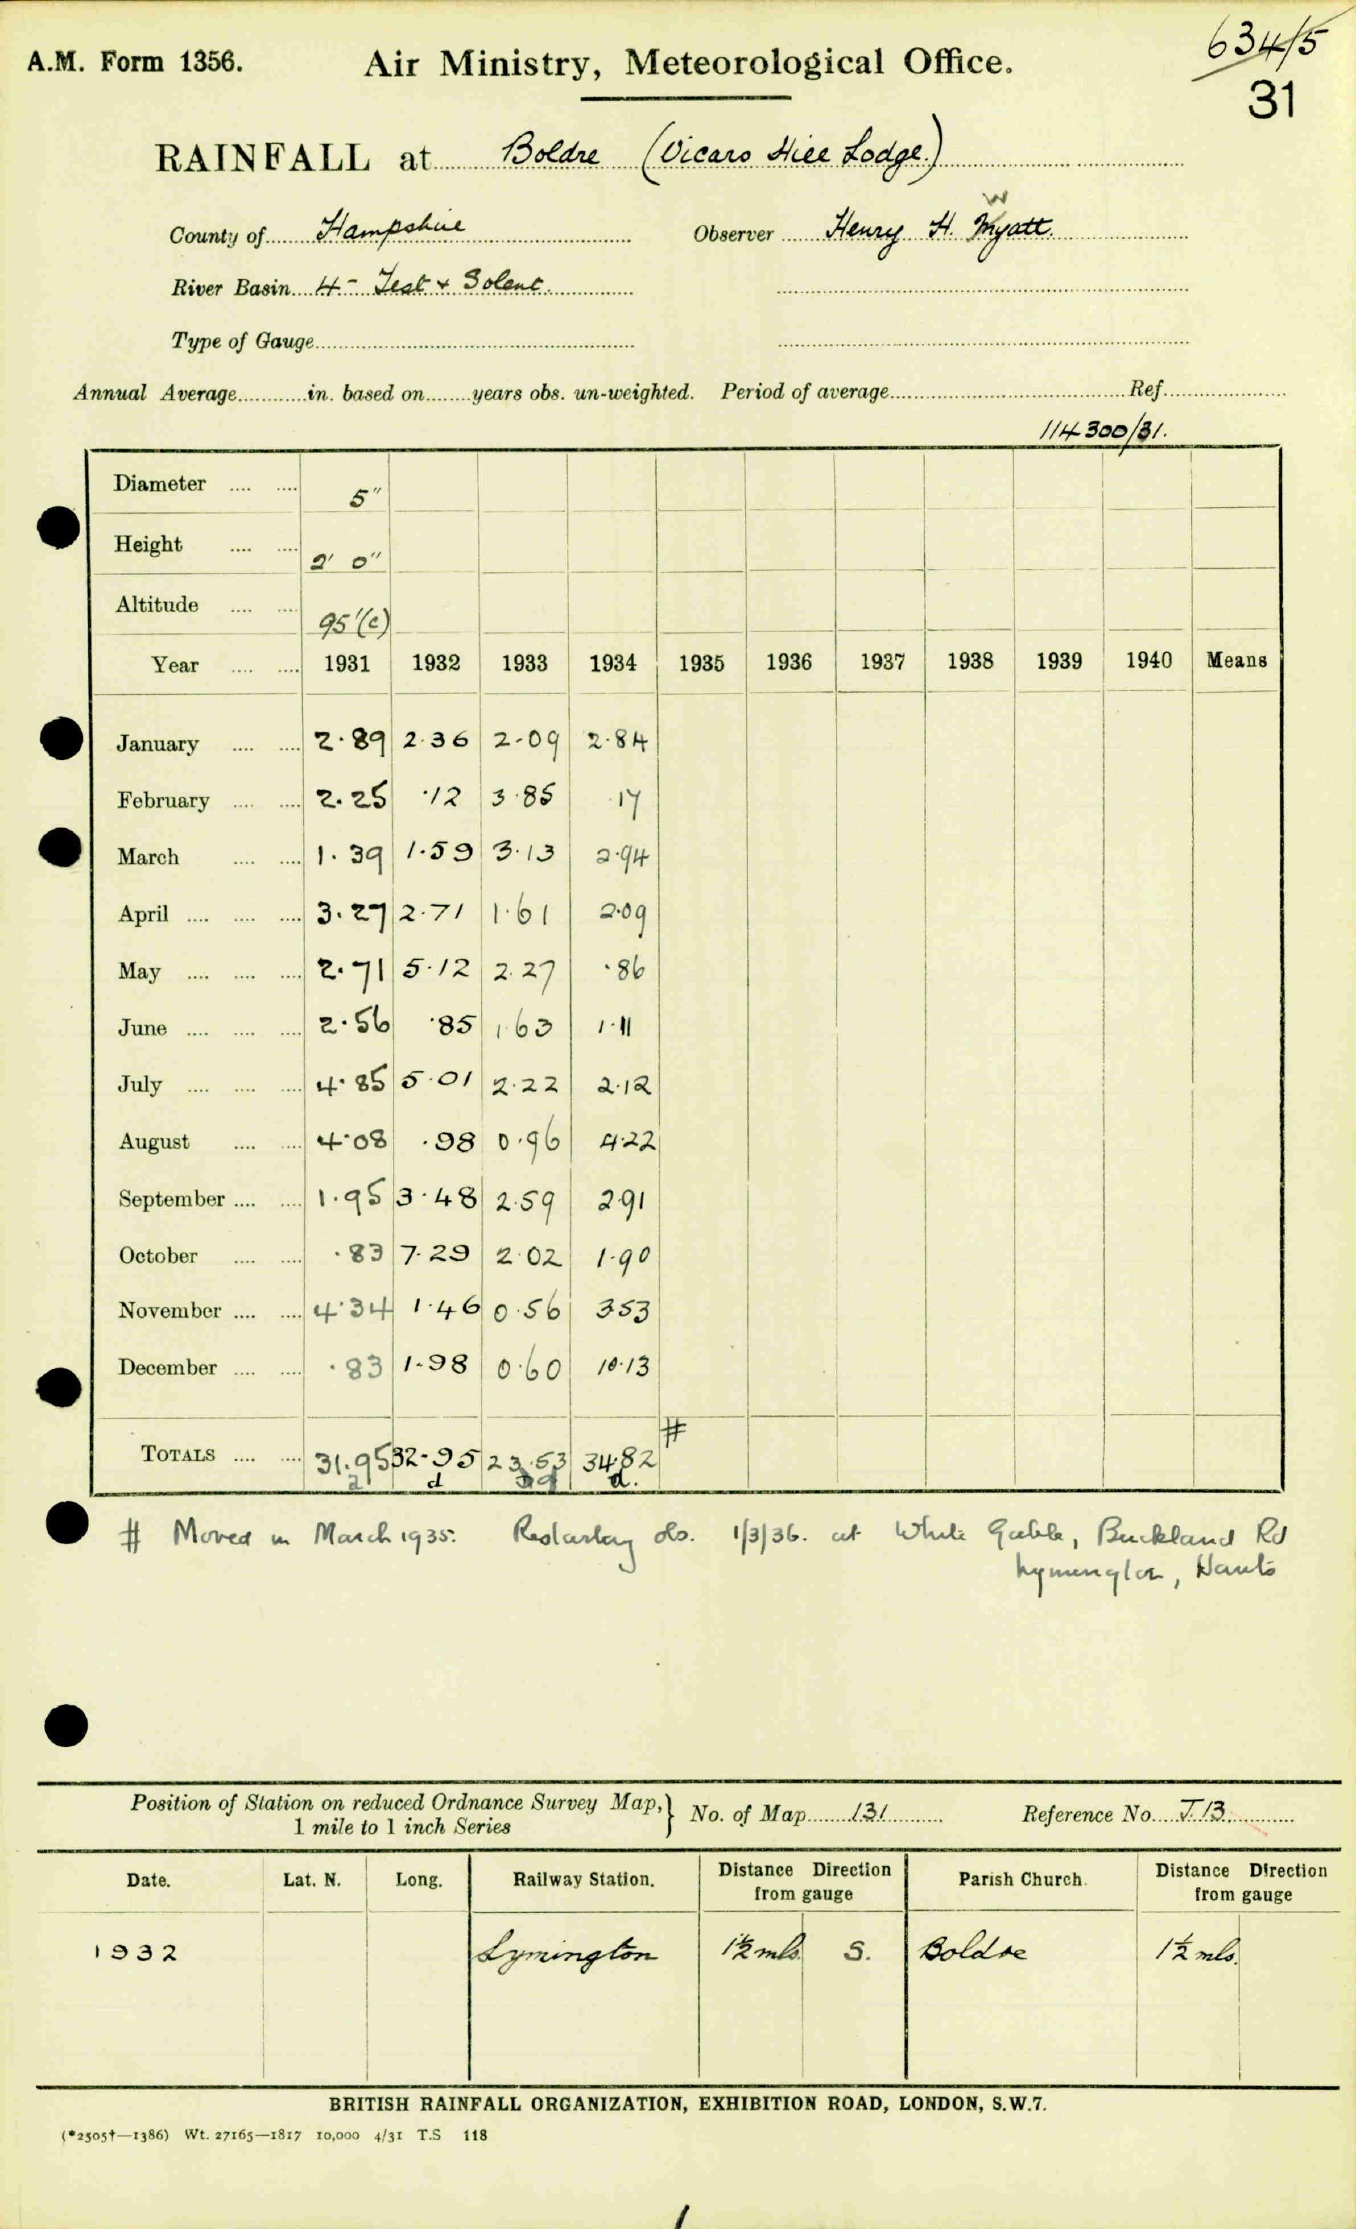 634/5
A.M. Form 1356. Air Ministry, Meteorological Office.
31
RAINFALL at Boldre (Vicars Hill Lodge.)
County of Hampshire Observer Henry H. Wyatt.
River Basin 4 - Test + Solent.
Type of Gauge
Annual Average in. based on years obs. un-weighted. Period of average Ref.
114300/31.
Diameter 5"
Height 2' 0"
Altitude 95'(c)
Year 1931 1932 1933 1934 1935 1936 1937 1938 1939 1940 Means
January 2.89 2.36 2.09 2.84
February 2.25 .12 3.85 .17
March 1.39 1.59 3.13 2.94
April 3.27 2.71 1.61 2.09
May 2.71 5.12 2.27 .86
June 2.56 .85 1.63 1.11
July 4.85 5.01 2.22 2.12
August 4.08 .98 0.96 4.22
September 1.95 3.48 2.59 2.91
October .83 7.29 2.02 1.90
November 4.34 1.46 0.56 3.53
December .83 1.98 0.60 10.13
TOTALS 31.95 32.95 23.53 34.82 #
d d.
# Moved in March 1935. Restarting obs. 1/3/36. at White Gable, Buckland Rd
Lymington, Hants
Position of Station on reduced Ordnance Survey Map, } No. of Map 131 Reference No. J.13.
1 mile to 1 inch Series
Date. Lat. N. Long. Railway Station. Distance Direction from gauge Parish Church. Distance Direction from gauge
1932 Lymington 1½ mls. S. Boldre 1½ mls.
BRITISH RAINFALL ORGANIZATION, EXHIBITION ROAD, LONDON, S.W.7.
(*2505†—1386) Wt. 27165—1817 10,000 4/31 T.S 118